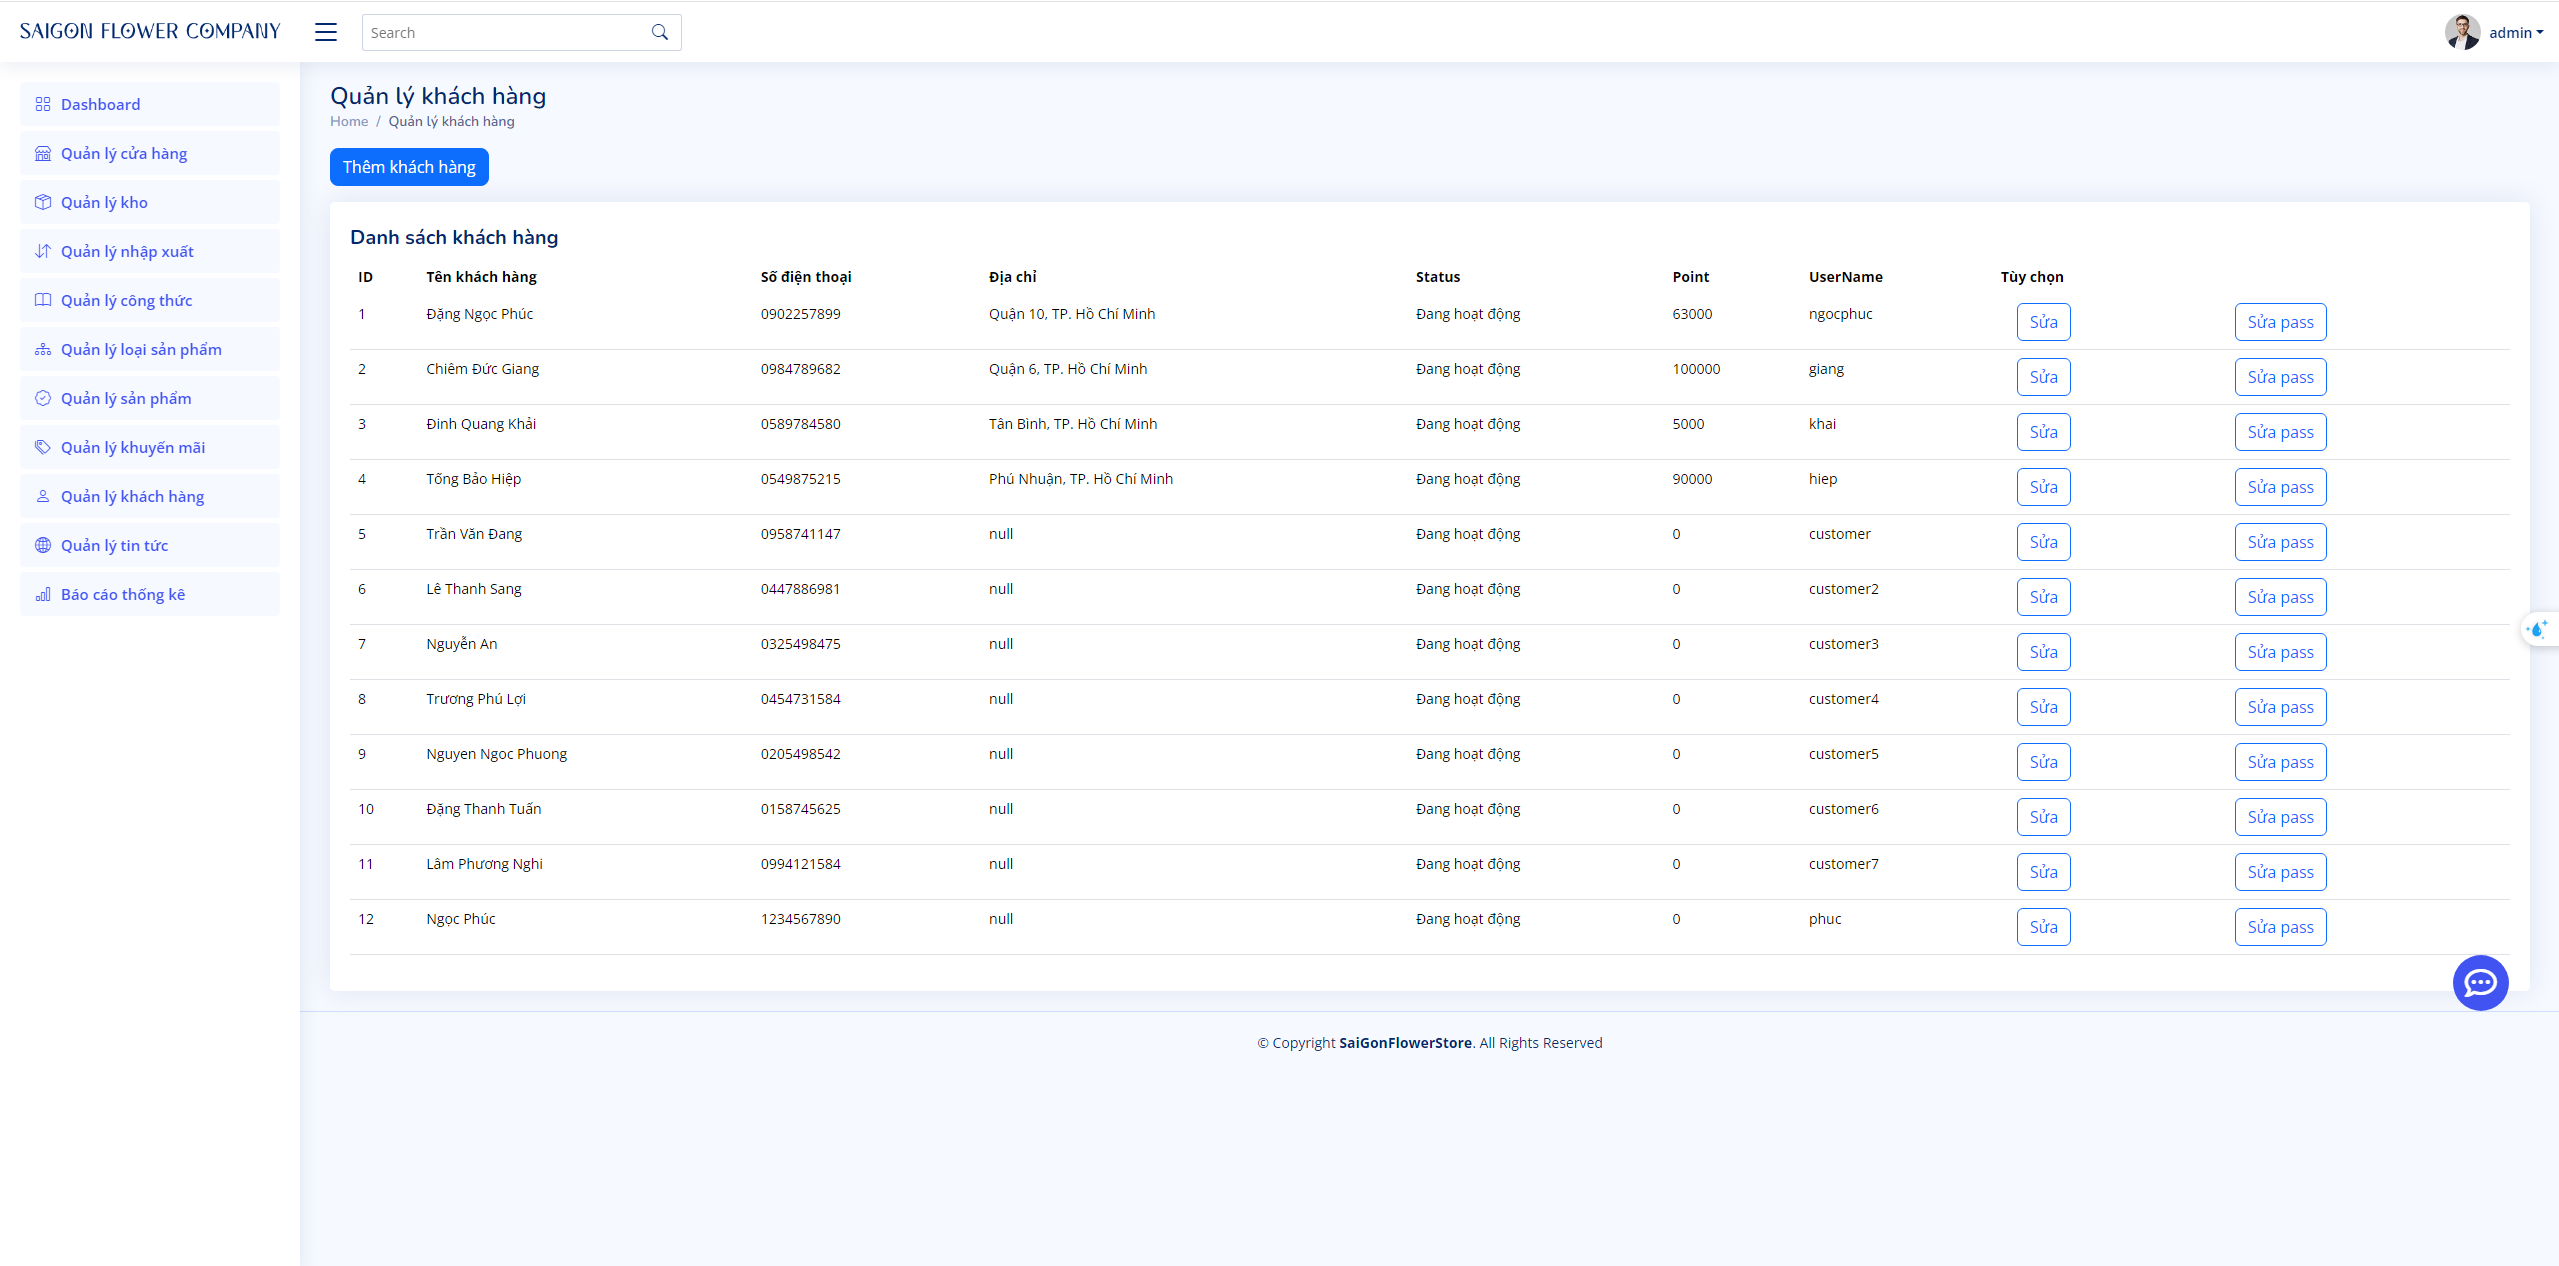 SAIGON FLOWER COMPANY
Search
admin
Dashboard
Quản lý cửa hàng
Quản lý kho
Quản lý nhập xuất
Quản lý công thức
Quản lý loại sản phẩm
Quản lý sản phẩm
Quản lý khuyến mãi
Quản lý khách hàng
Quản lý tin tức
Báo cáo thống kê
Quản lý khách hàng
Home / Quản lý khách hàng
Thêm khách hàng
Danh sách khách hàng
ID Tên khách hàng Số điện thoại Địa chỉ Status Point UserName Tùy chọn
1 Đặng Ngọc Phúc 0902257899 Quận 10, TP. Hồ Chí Minh Đang hoạt động 63000 ngocphuc Sửa Sửa pass
2 Chiêm Đức Giang 0984789682 Quận 6, TP. Hồ Chí Minh Đang hoạt động 100000 giang Sửa Sửa pass
3 Đinh Quang Khải 0589784580 Tân Bình, TP. Hồ Chí Minh Đang hoạt động 5000 khai Sửa Sửa pass
4 Tống Bảo Hiệp 0549875215 Phú Nhuận, TP. Hồ Chí Minh Đang hoạt động 90000 hiep Sửa Sửa pass
5 Trần Văn Đang 0958741147 null Đang hoạt động 0 customer Sửa Sửa pass
6 Lê Thanh Sang 0447886981 null Đang hoạt động 0 customer2 Sửa Sửa pass
7 Nguyễn An 0325498475 null Đang hoạt động 0 customer3 Sửa Sửa pass
8 Trương Phú Lợi 0454731584 null Đang hoạt động 0 customer4 Sửa Sửa pass
9 Nguyen Ngoc Phuong 0205498542 null Đang hoạt động 0 customer5 Sửa Sửa pass
10 Đặng Thanh Tuấn 0158745625 null Đang hoạt động 0 customer6 Sửa Sửa pass
11 Lâm Phương Nghi 0994121584 null Đang hoạt động 0 customer7 Sửa Sửa pass
12 Ngọc Phúc 1234567890 null Đang hoạt động 0 phuc Sửa Sửa pass
© Copyright SaiGonFlowerStore. All Rights Reserved